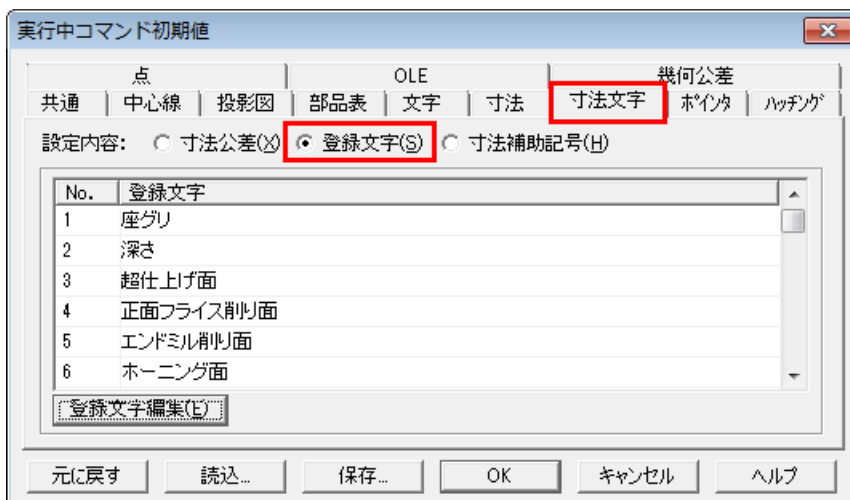 実行中コマンド初期値
点 OLE 幾何公差
共通 中心線 投影図 部品表 文字 寸法 寸法文字 ポインタ ハッチング
設定内容: 寸法公差(X) 登録文字(S) 寸法補助記号(H)
No. 登録文字
1 座グリ
2 深さ
3 超仕上げ面
4 正面フライス削り面
5 エンドミル削り面
6 ホーニング面
登録文字編集(E)
元に戻す 読込... 保存... OK キャンセル ヘルプ